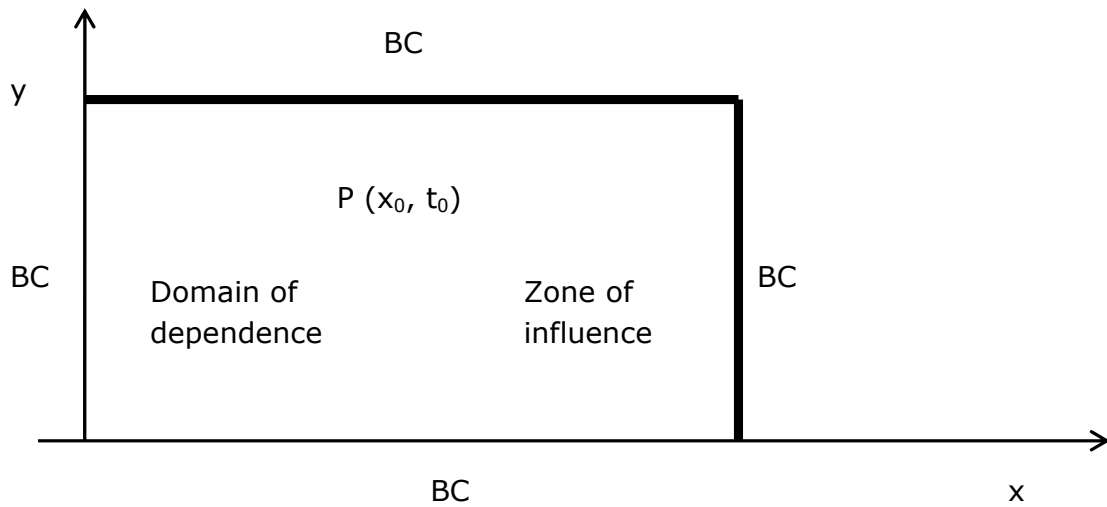 BC
y
P (x₀, t₀)
BC
BC
Domain of
dependence
Zone of
influence
BC
x